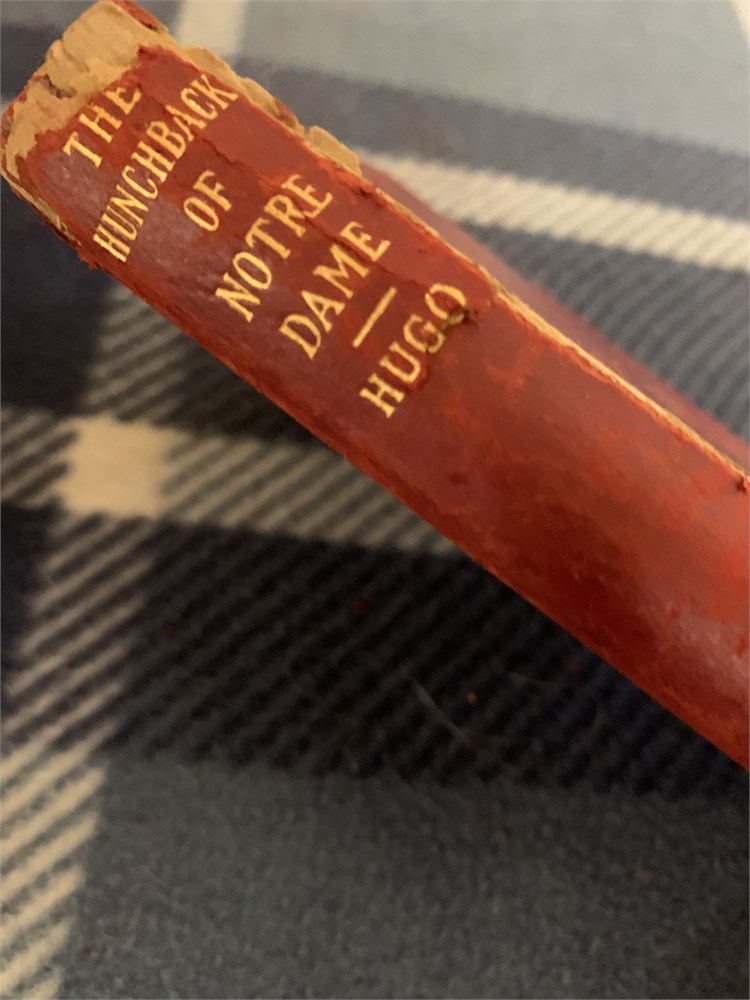 THE
HUNCHBACK
OF
NOTRE
DAME
—
HUGO